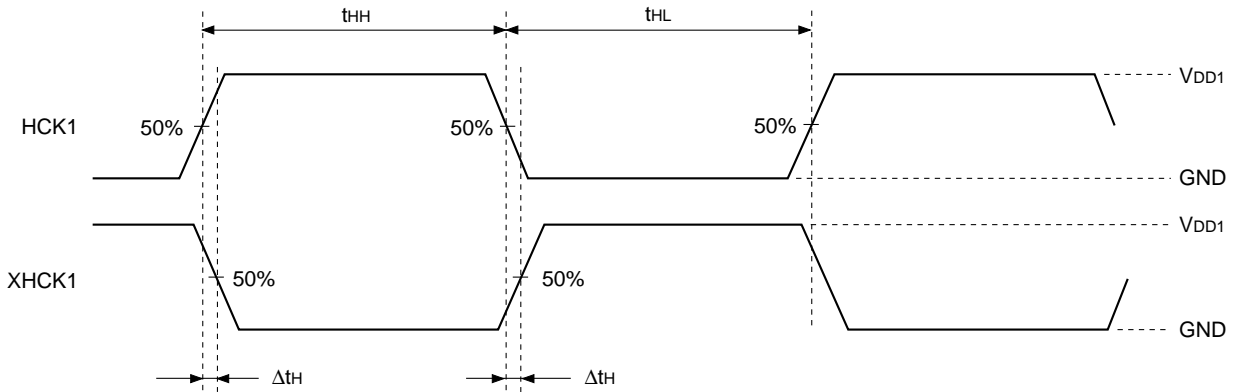 tHH
tHL
HCK1
50%
50%
50%
VDD1
GND
XHCK1
50%
50%
VDD1
GND
ΔtH
ΔtH